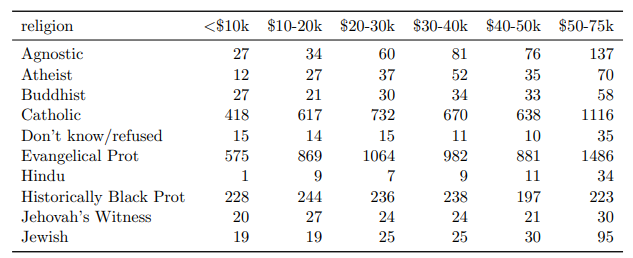 religion <$10k $10-20k $20-30k $30-40k $40-50k $50-75k
Agnostic 27 34 60 81 76 137
Atheist 12 27 37 52 35 70
Buddhist 27 21 30 34 33 58
Catholic 418 617 732 670 638 1116
Don't know/refused 15 14 15 11 10 35
Evangelical Prot 575 869 1064 982 881 1486
Hindu 1 9 7 9 11 34
Historically Black Prot 228 244 236 238 197 223
Jehovah's Witness 20 27 24 24 21 30
Jewish 19 19 25 25 30 95